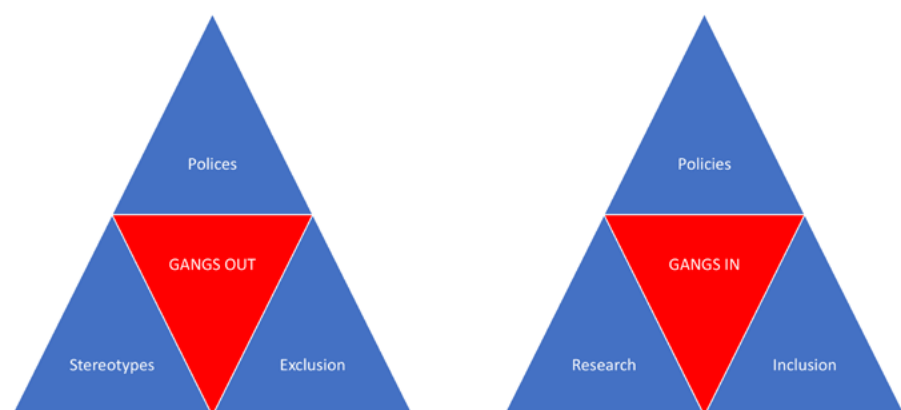 Polices
GANGS OUT
Stereotypes
Exclusion
Policies
GANGS IN
Research
Inclusion